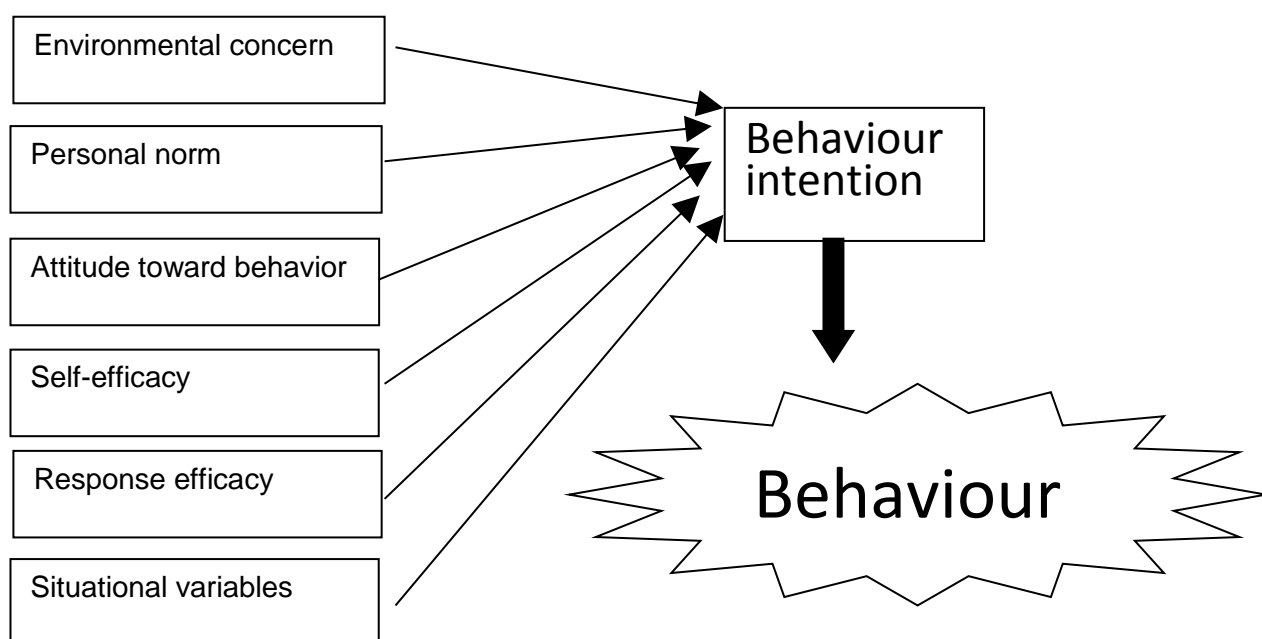 Environmental concern
Personal norm
Attitude toward behavior
Self-efficacy
Response efficacy
Situational variables
Behaviour
intention
Behaviour